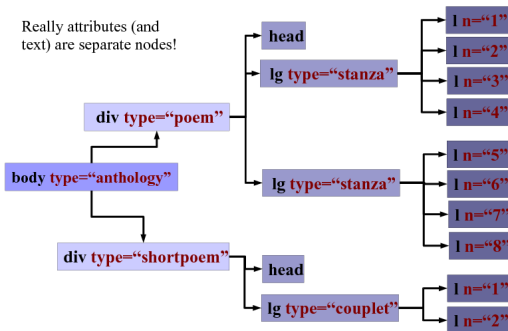 Really attributes (and
text) are separate nodes!
body type=“anthology”
div type=“poem”
head
lg type=“stanza”
l n=“1”
l n=“2”
l n=“3”
l n=“4”
lg type=“stanza”
l n=“5”
l n=“6”
l n=“7”
l n=“8”
div type=“shortpoem”
head
lg type=“couplet”
l n=“1”
l n=“2”